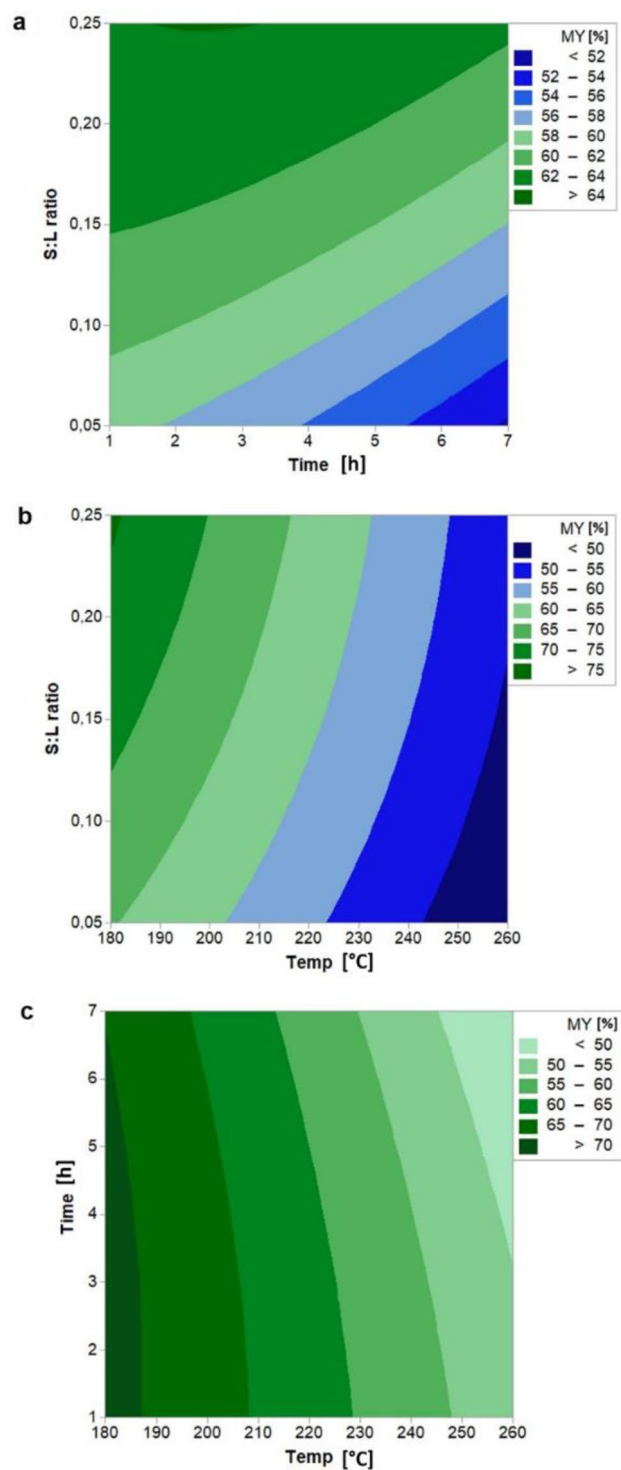 a
0,25
0,20
0,15
0,10
0,05
S:L ratio
1 2 3 4 5 6 7
Time [h]
MY [%]
< 52
52 – 54
54 – 56
56 – 58
58 – 60
60 – 62
62 – 64
> 64
b
0,25
0,20
0,15
0,10
0,05
S:L ratio
180 190 200 210 220 230 240 250 260
Temp [°C]
MY [%]
< 50
50 – 55
55 – 60
60 – 65
65 – 70
70 – 75
> 75
c
7
6
5
4
3
2
1
Time [h]
180 190 200 210 220 230 240 250 260
Temp [°C]
MY [%]
< 50
50 – 55
55 – 60
60 – 65
65 – 70
> 70